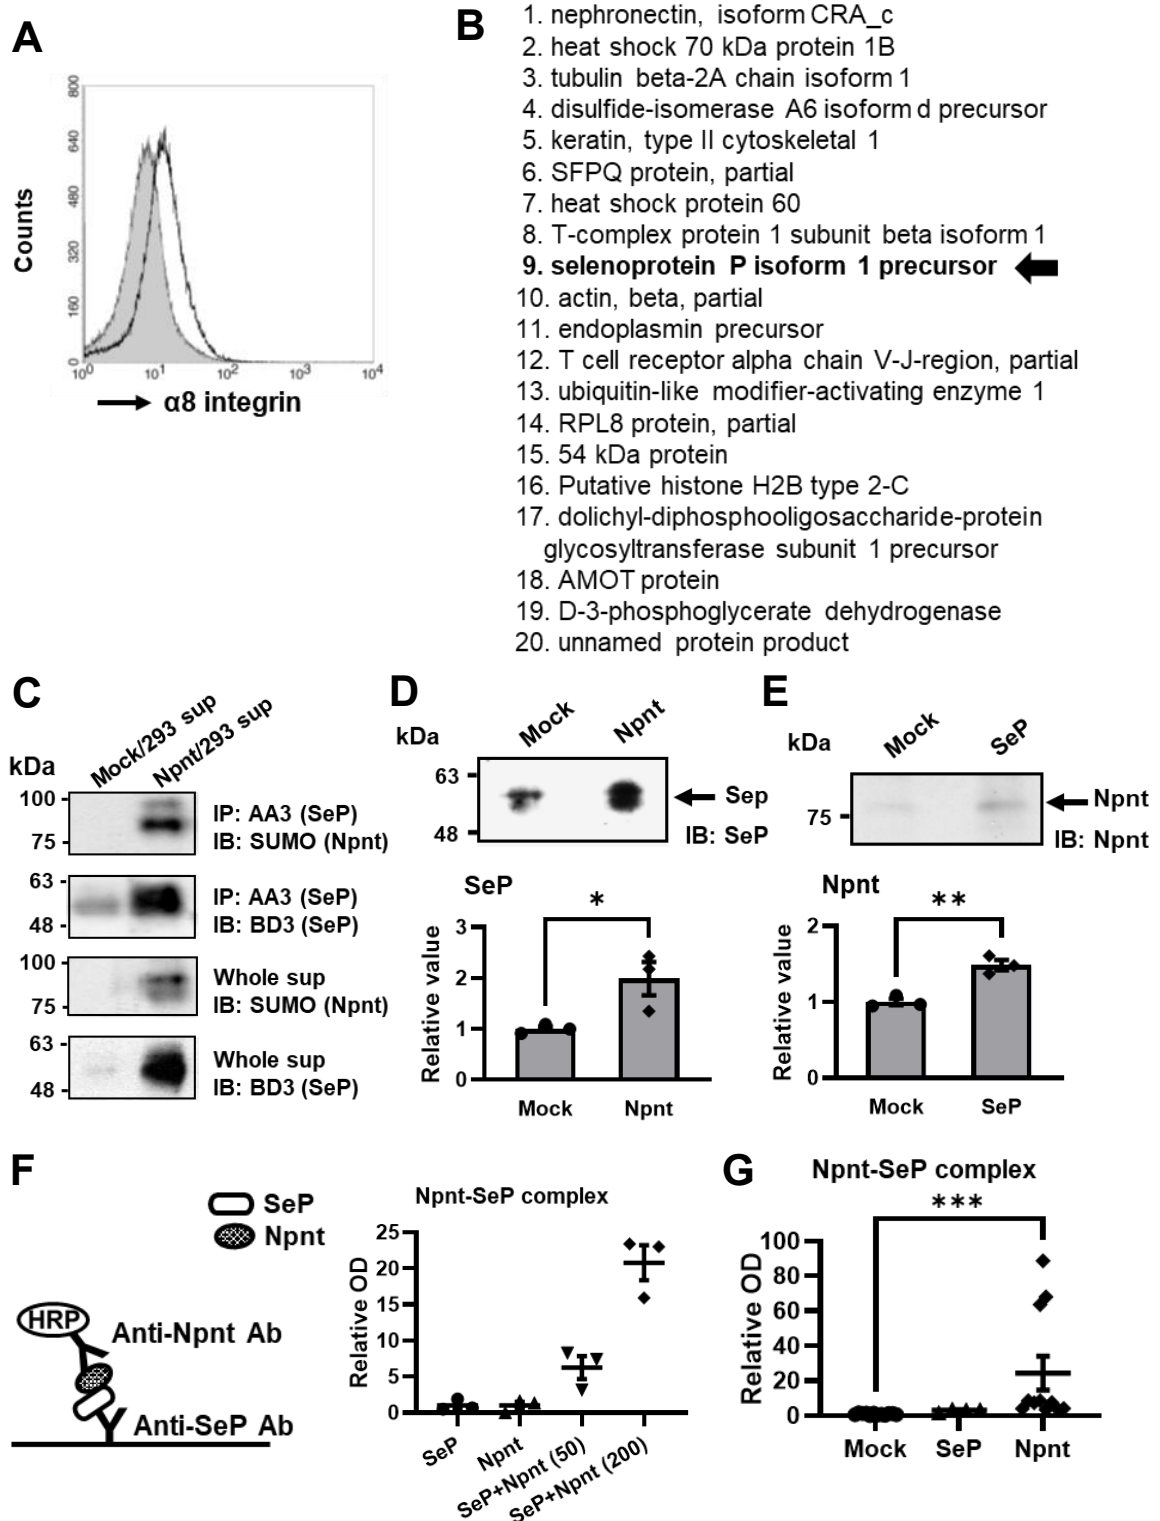 A
Counts
800
640
480
320
160
0
10⁰
10¹
10²
10³
10⁴
α8 integrin
B
1. nephronectin, isoform CRA_c
2. heat shock 70 kDa protein 1B
3. tubulin beta-2A chain isoform 1
4. disulfide-isomerase A6 isoform d precursor
5. keratin, type II cytoskeletal 1
6. SFPQ protein, partial
7. heat shock protein 60
8. T-complex protein 1 subunit beta isoform 1
9. selenoprotein P isoform 1 precursor
10. actin, beta, partial
11. endoplasmin precursor
12. T cell receptor alpha chain V-J-region, partial
13. ubiquitin-like modifier-activating enzyme 1
14. RPL8 protein, partial
15. 54 kDa protein
16. Putative histone H2B type 2-C
17. dolichyl-diphosphooligosaccharide-protein
glycosyltransferase subunit 1 precursor
18. AMOT protein
19. D-3-phosphoglycerate dehydrogenase
20. unnamed protein product
C
kDa
Mock/293 sup
Npnt/293 sup
100
75
IP: AA3 (SeP)
IB: SUMO (Npnt)
63
48
IP: AA3 (SeP)
IB: BD3 (SeP)
100
75
Whole sup
IB: SUMO (Npnt)
63
48
Whole sup
IB: BD3 (SeP)
D
kDa
Mock
Npnt
63
48
Sep
IB: SeP
SeP
*
Relative value
3
2
1
0
Mock
Npnt
E
kDa
Mock
SeP
75
Npnt
IB: Npnt
Npnt
**
Relative value
2
1
0
Mock
SeP
F
SeP
Npnt
HRP
Anti-Npnt Ab
Anti-SeP Ab
Npnt-SeP complex
Relative OD
25
20
15
10
5
0
SeP
Npnt
SeP+Npnt (50)
SeP+Npnt (200)
G
Npnt-SeP complex
***
Relative OD
100
80
60
40
20
0
Mock
SeP
Npnt